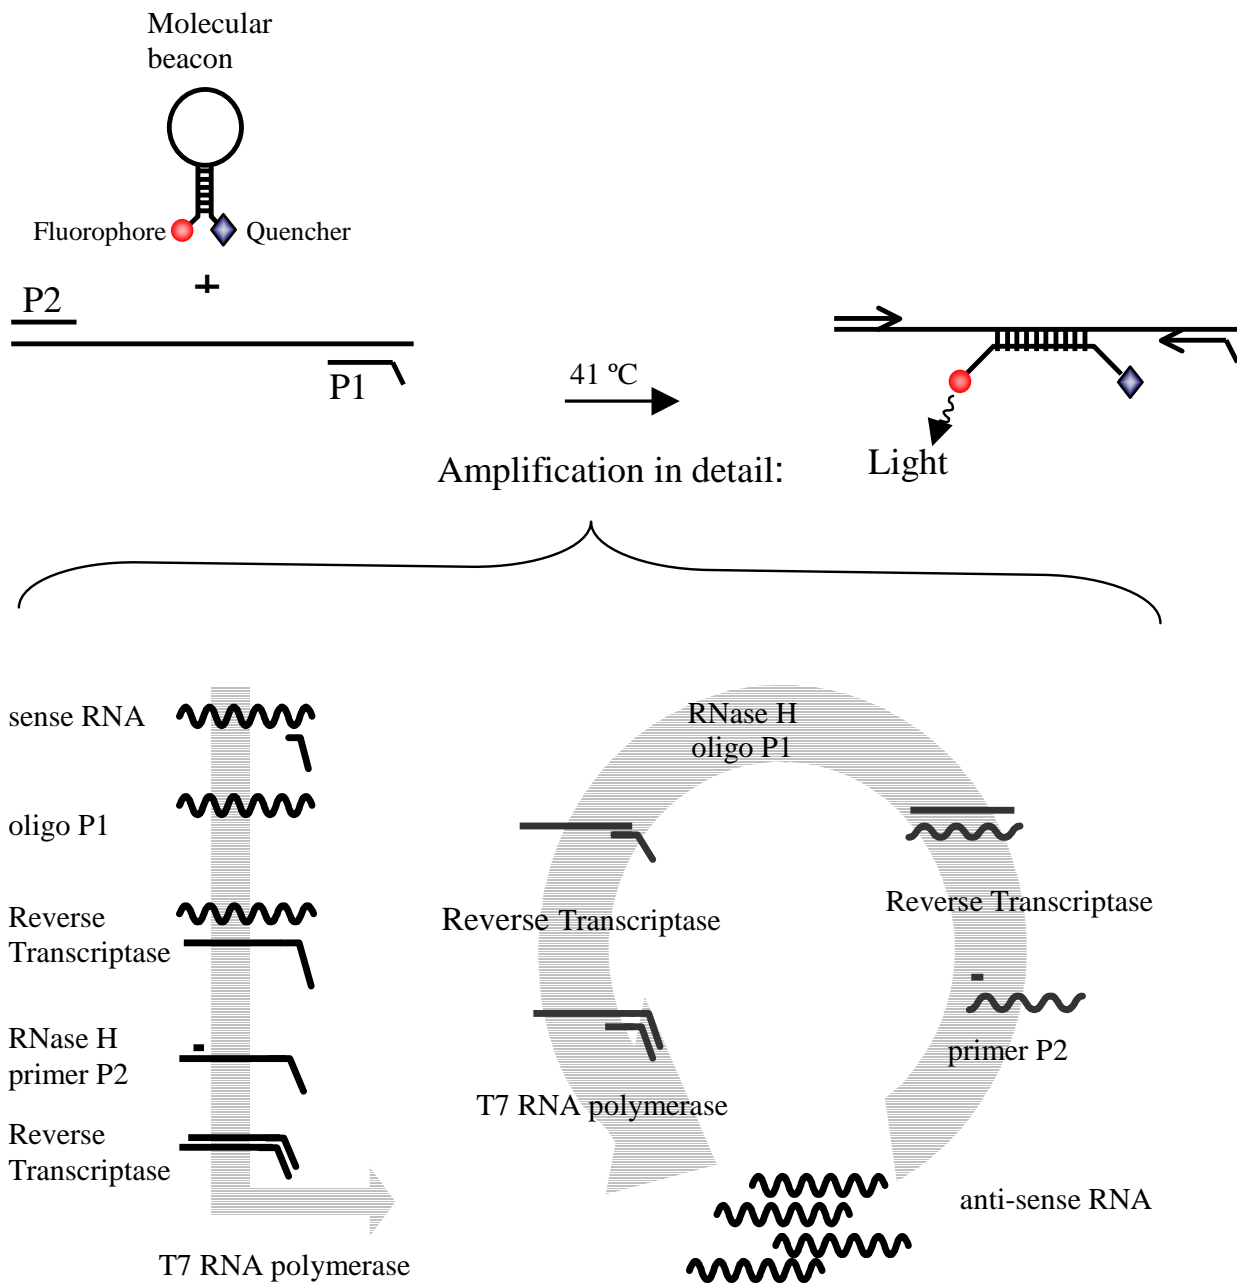 Molecular
beacon
Fluorophore
Quencher
P2
P1
41 ºC
Light
Amplification in detail:
sense RNA
oligo P1
Reverse
Transcriptase
RNase H
primer P2
Reverse
Transcriptase
T7 RNA polymerase
RNase H
oligo P1
Reverse Transcriptase
Reverse Transcriptase
primer P2
T7 RNA polymerase
anti-sense RNA